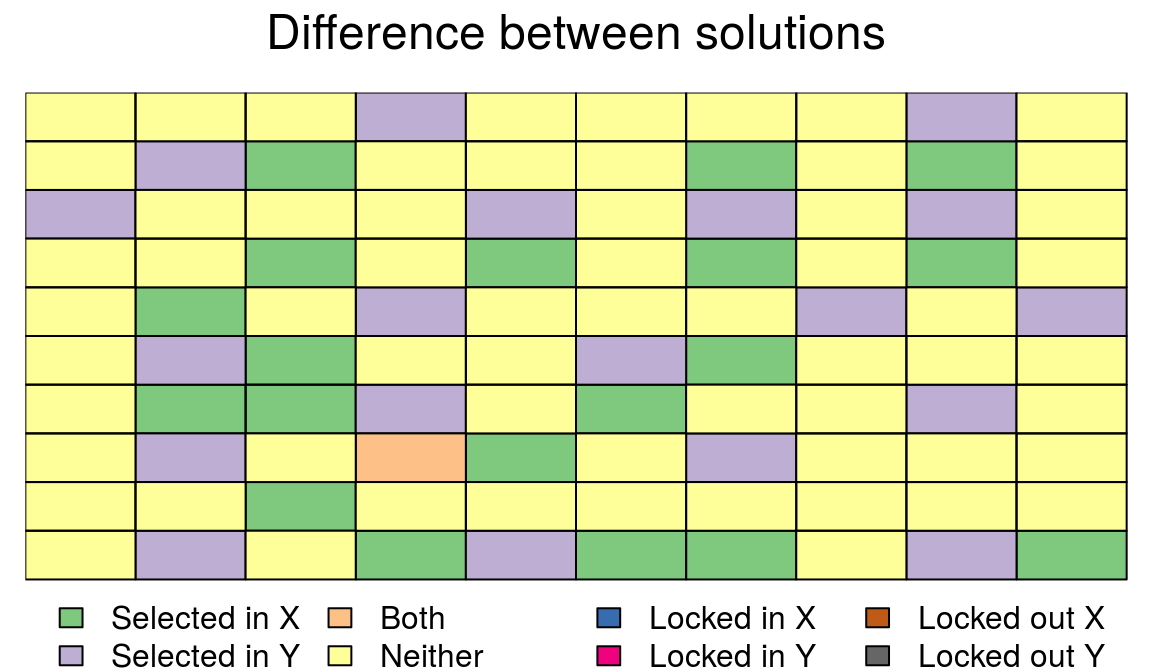 Difference between solutions
Selected in X Both Locked in X Locked out X
Selected in Y Neither Locked in Y Locked out Y